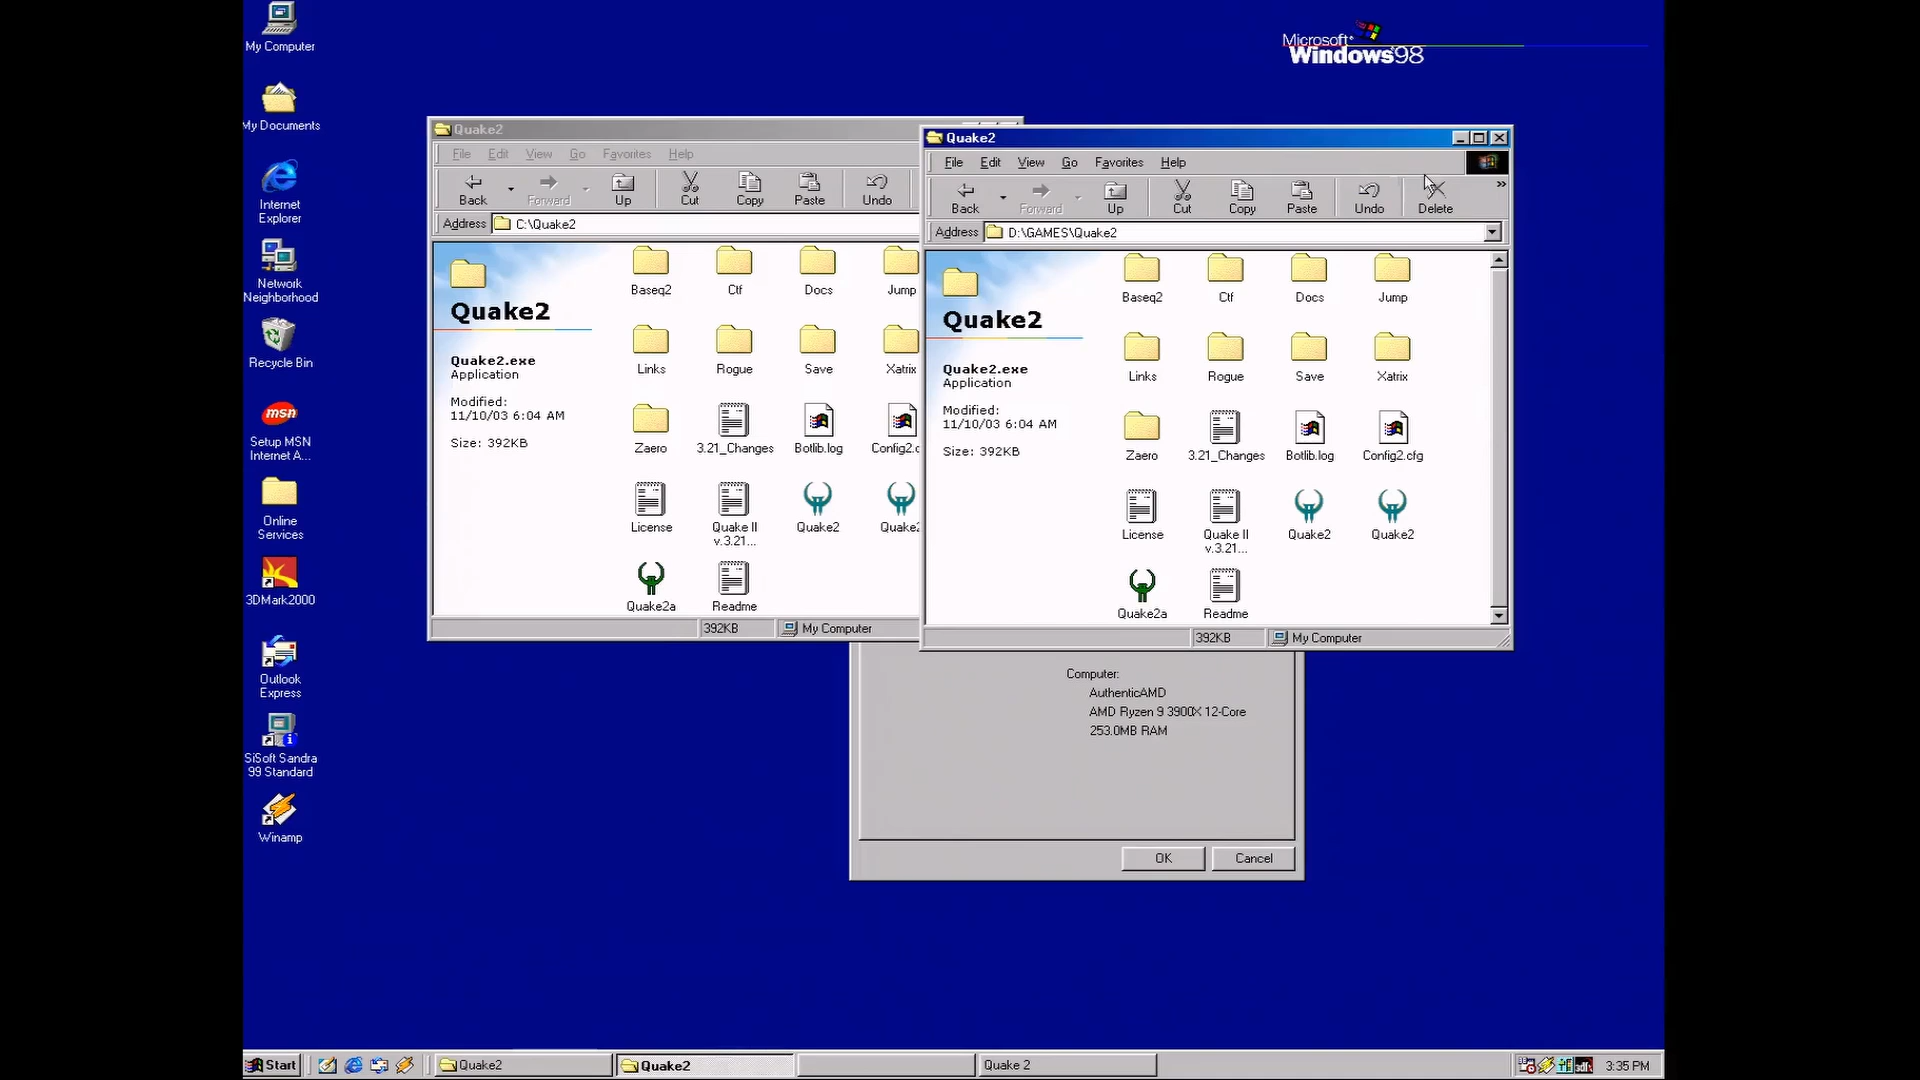 My Computer
My Documents
Internet
Explorer
Network
Neighborhood
Recycle Bin
msn
Setup MSN
Internet A...
Online
Services
3DMark2000
Outlook
Express
SiSoft Sandra
99 Standard
Winamp
Microsoft
Windows 98
Quake2
File Edit View Go Favorites Help
Back Forward Up Cut Copy Paste Undo
Address C:\Quake2
Quake2
Quake2.exe
Application
Modified:
11/10/03 6:04 AM
Size: 392KB
Baseq2 Ctf Docs Jump
Links Rogue Save Xatrix
Zaero 3.21_Changes Botlib.log Config2.c
License Quake II Quake2 Quake2
v.3.21...
Quake2a Readme
392KB My Computer
Quake2
File Edit View Go Favorites Help
Back Forward Up Cut Copy Paste Undo Delete »
Address D:\GAMES\Quake2
Quake2
Quake2.exe
Application
Modified:
11/10/03 6:04 AM
Size: 392KB
Baseq2 Ctf Docs Jump
Links Rogue Save Xatrix
Zaero 3.21_Changes Botlib.log Config2.cfg
License Quake II Quake2 Quake2
v.3.21...
Quake2a Readme
392KB My Computer
Computer:
AuthenticAMD
AMD Ryzen 9 3900X 12-Core
253.0MB RAM
OK Cancel
Start Quake2 Quake2 Quake 2 3:35 PM